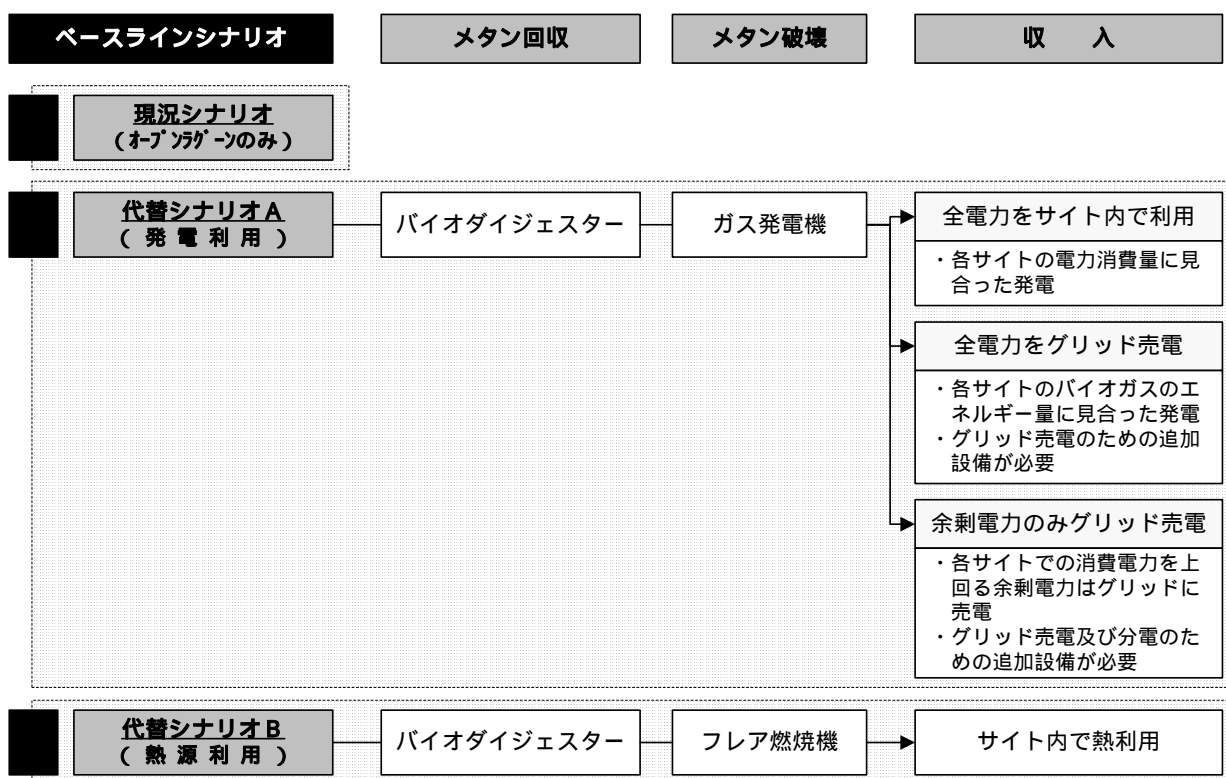 ベースラインシナリオ
メタン回収
メタン破壊
収　　入
現況シナリオ
（オープンラグーンのみ）
代替シナリオA
（ 発 電 利 用 ）
バイオダイジェスター
ガス発電機
全電力をサイト内で利用
・各サイトの電力消費量に見
合った発電
全電力をグリッド売電
・各サイトのバイオガスのエ
ネルギー量に見合った発電
・グリッド売電のための追加
設備が必要
余剰電力のみグリッド売電
・各サイトでの消費電力を上
回る余剰電力はグリッドに
売電
・グリッド売電及び分電のた
めの追加設備が必要
代替シナリオB
（ 熱 源 利 用 ）
バイオダイジェスター
フレア燃焼機
サイト内で熱利用